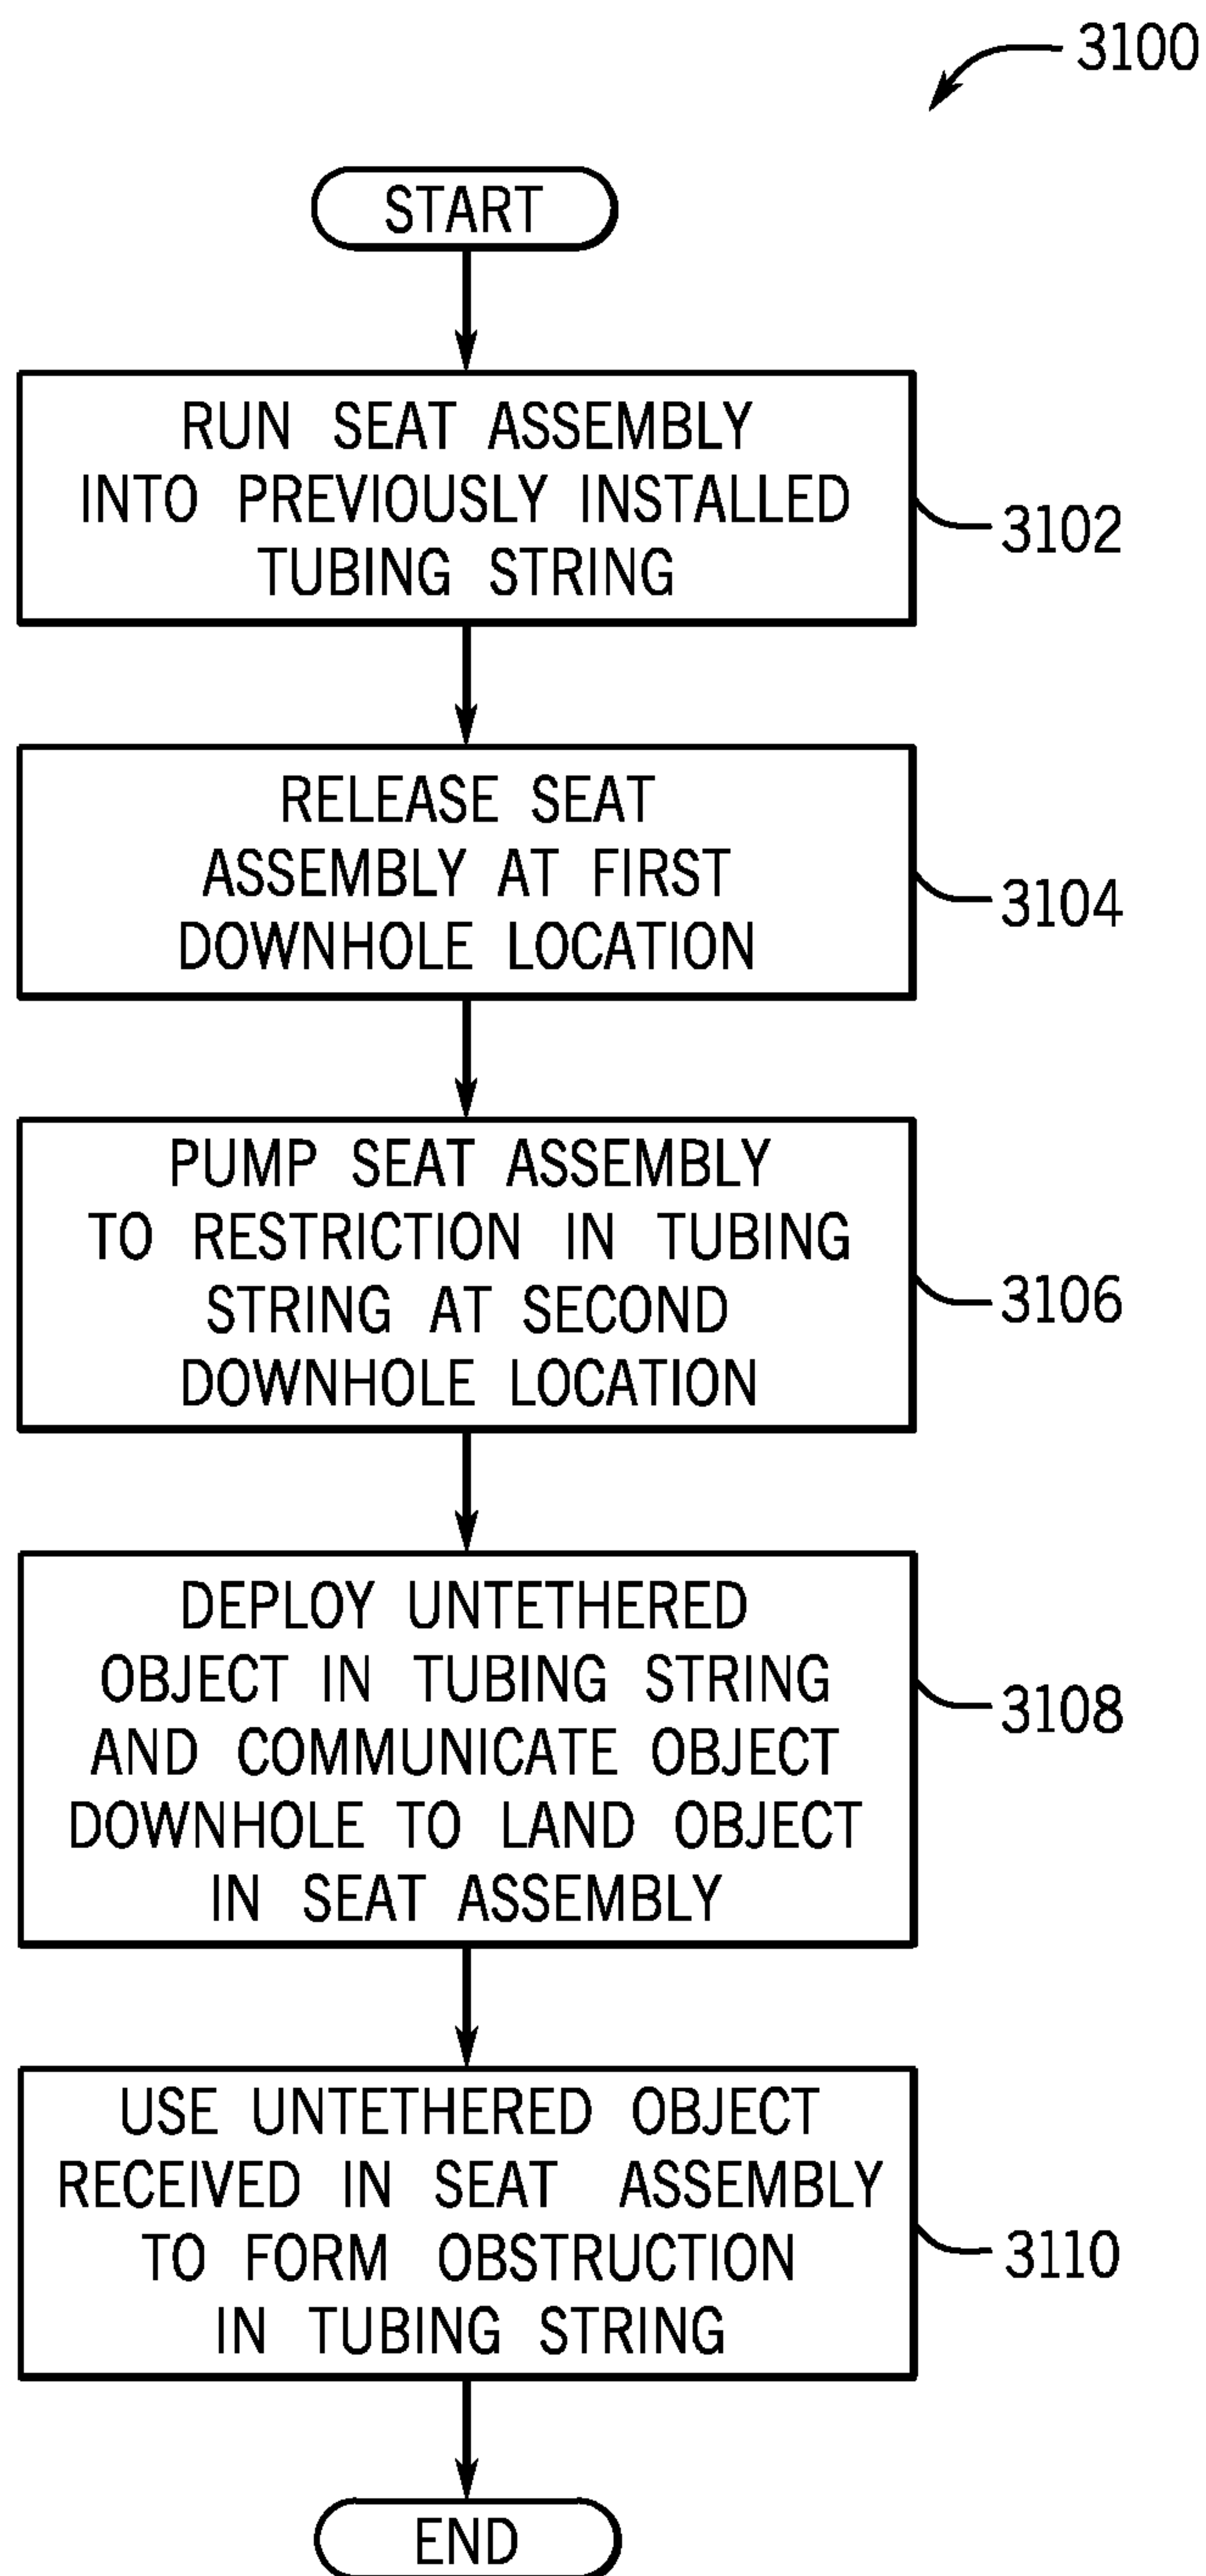 3100
START
RUN SEAT ASSEMBLY
INTO PREVIOUSLY INSTALLED
TUBING STRING
3102
RELEASE SEAT
ASSEMBLY AT FIRST
DOWNHOLE LOCATION
3104
PUMP SEAT ASSEMBLY
TO RESTRICTION IN TUBING
STRING AT SECOND
DOWNHOLE LOCATION
3106
DEPLOY UNTETHERED
OBJECT IN TUBING STRING
AND COMMUNICATE OBJECT
DOWNHOLE TO LAND OBJECT
IN SEAT ASSEMBLY
3108
USE UNTETHERED OBJECT
RECEIVED IN SEAT ASSEMBLY
TO FORM OBSTRUCTION
IN TUBING STRING
3110
END